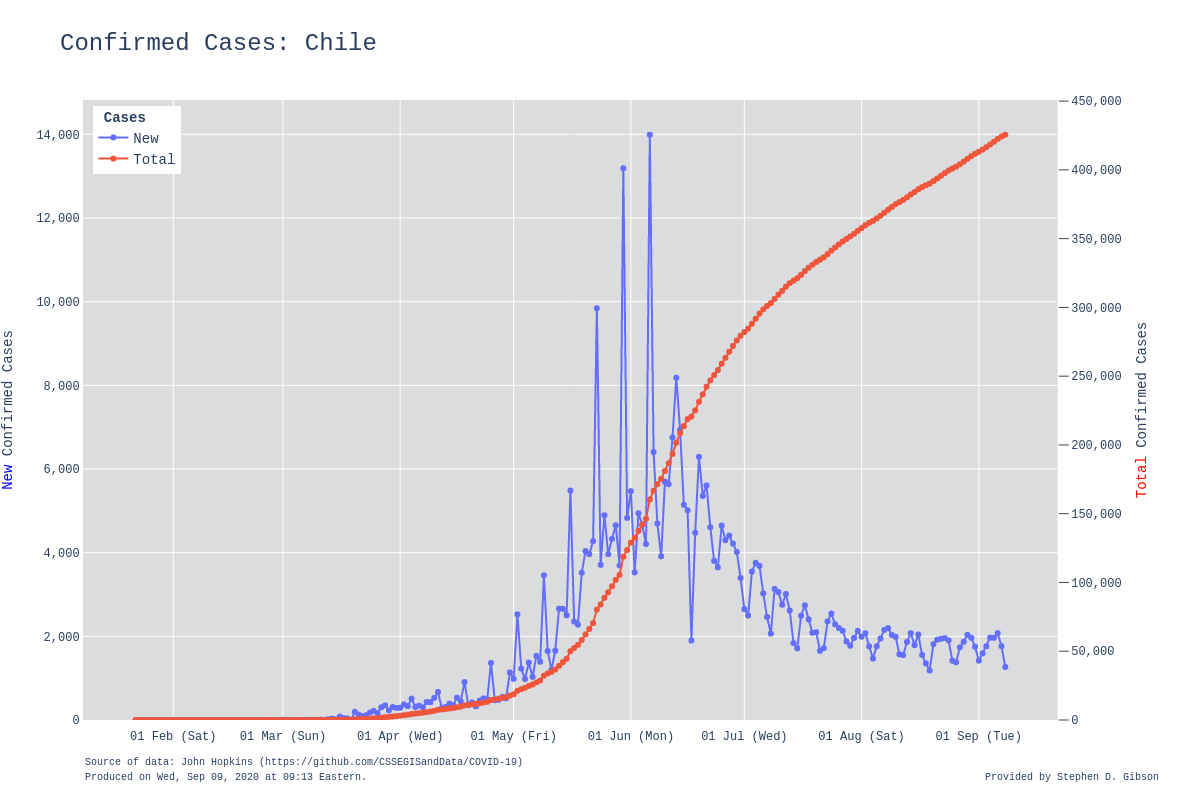 Confirmed Cases: Chile
Cases
New
Total
14,000
12,000
10,000
8,000
6,000
4,000
2,000
0
New Confirmed Cases
450,000
400,000
350,000
300,000
250,000
200,000
150,000
100,000
50,000
0
Total Confirmed Cases
01 Feb (Sat)
01 Mar (Sun)
01 Apr (Wed)
01 May (Fri)
01 Jun (Mon)
01 Jul (Wed)
01 Aug (Sat)
01 Sep (Tue)
Source of data: John Hopkins (https://github.com/CSSEGISandData/COVID-19)
Produced on Wed, Sep 09, 2020 at 09:13 Eastern.
Provided by Stephen D. Gibson